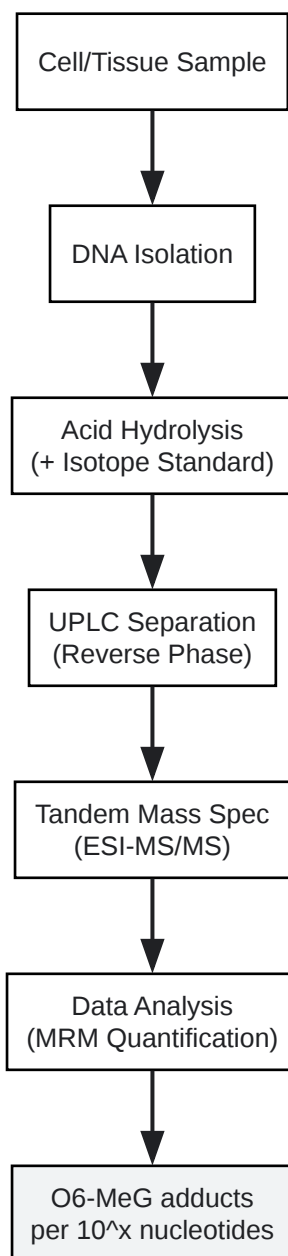 Cell/Tissue Sample
DNA Isolation
Acid Hydrolysis
(+ Isotope Standard)
UPLC Separation
(Reverse Phase)
Tandem Mass Spec
(ESI-MS/MS)
Data Analysis
(MRM Quantification)
O6-MeG adducts
per 10^x nucleotides